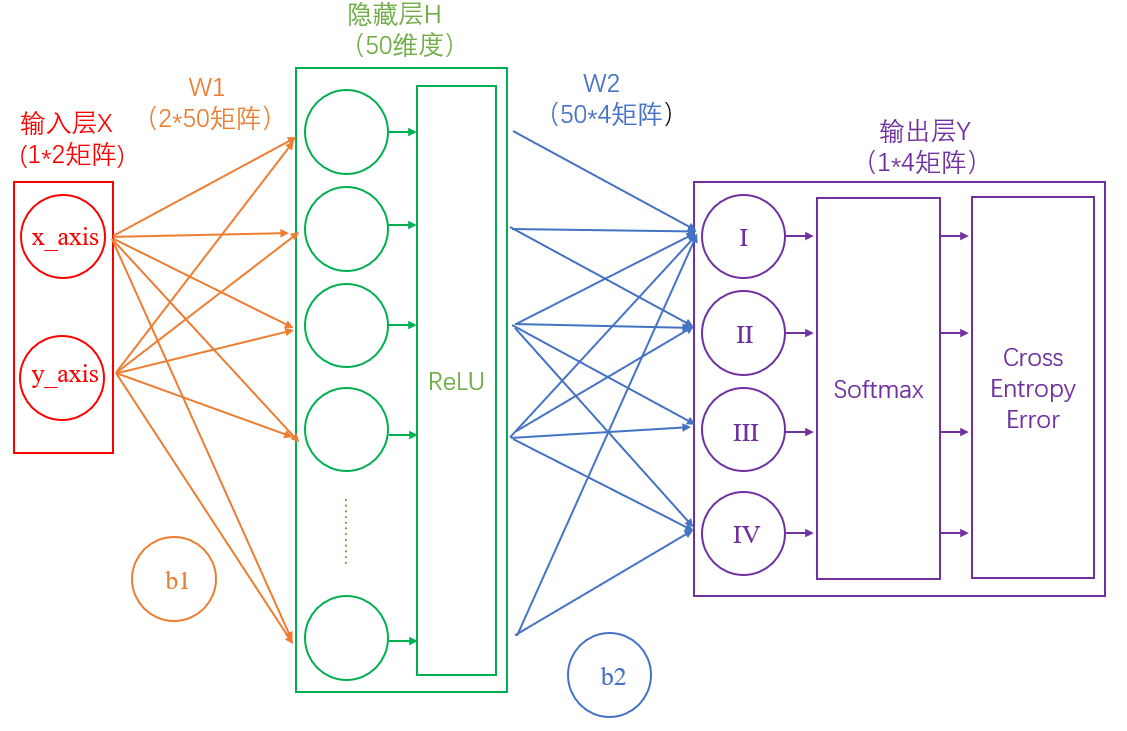 隐藏层H
（50维度）
W1
（2*50矩阵）
W2
（50*4矩阵）
输入层X
(1*2矩阵)
输出层Y
（1*4矩阵）
x_axis
y_axis
ReLU
I
II
III
IV
Softmax
Cross
Entropy
Error
b1
b2